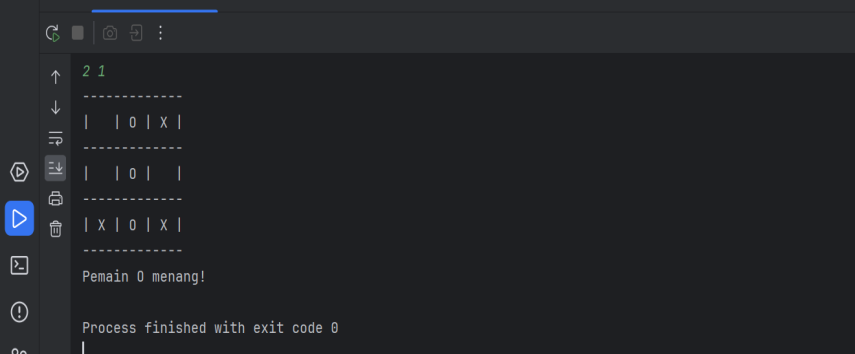 2 1
-------------
|   | O | X |
-------------
|   | O |   |
-------------
| X | O | X |
-------------
Pemain O menang!
Process finished with exit code 0